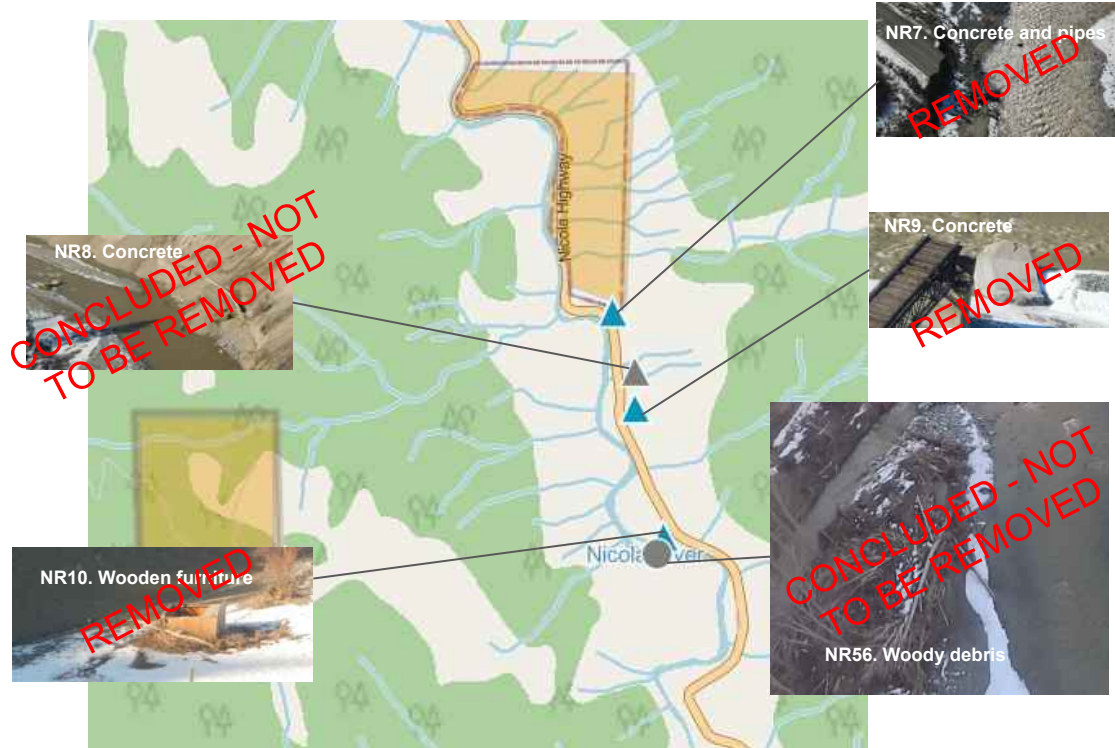 NR7. Concrete and pipes
REMOVED
NR8. Concrete
CONCLUDED - NOT
TO BE REMOVED
NR9. Concrete
REMOVED
Nicola Highway
NR10. Wooden furniture
REMOVED
Nicola
ver
CONCLUDED - NOT
TO BE REMOVED
NR56. Woody debris